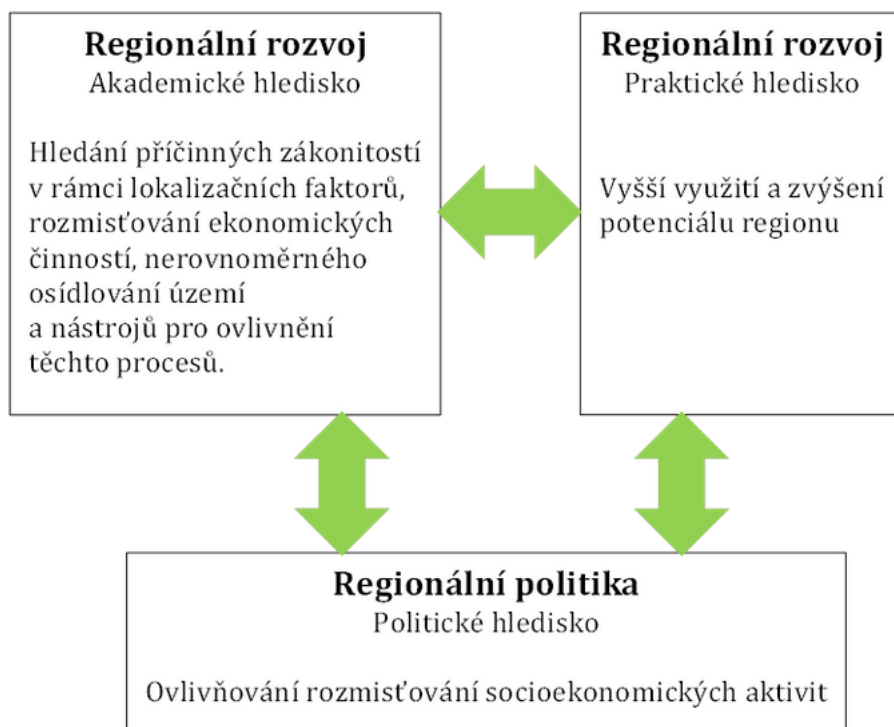 Regionální rozvoj
Akademické hledisko
Hledání příčinných zákonitostí
v rámci lokalizačních faktorů,
rozmisťování ekonomických
činností, nerovnoměrného
osídlování území
a nástrojů pro ovlivnění
těchto procesů.
Regionální rozvoj
Praktické hledisko
Vyšší využití a zvýšení
potenciálu regionu
Regionální politika
Politické hledisko
Ovlivňování rozmisťování socioekonomických aktivit